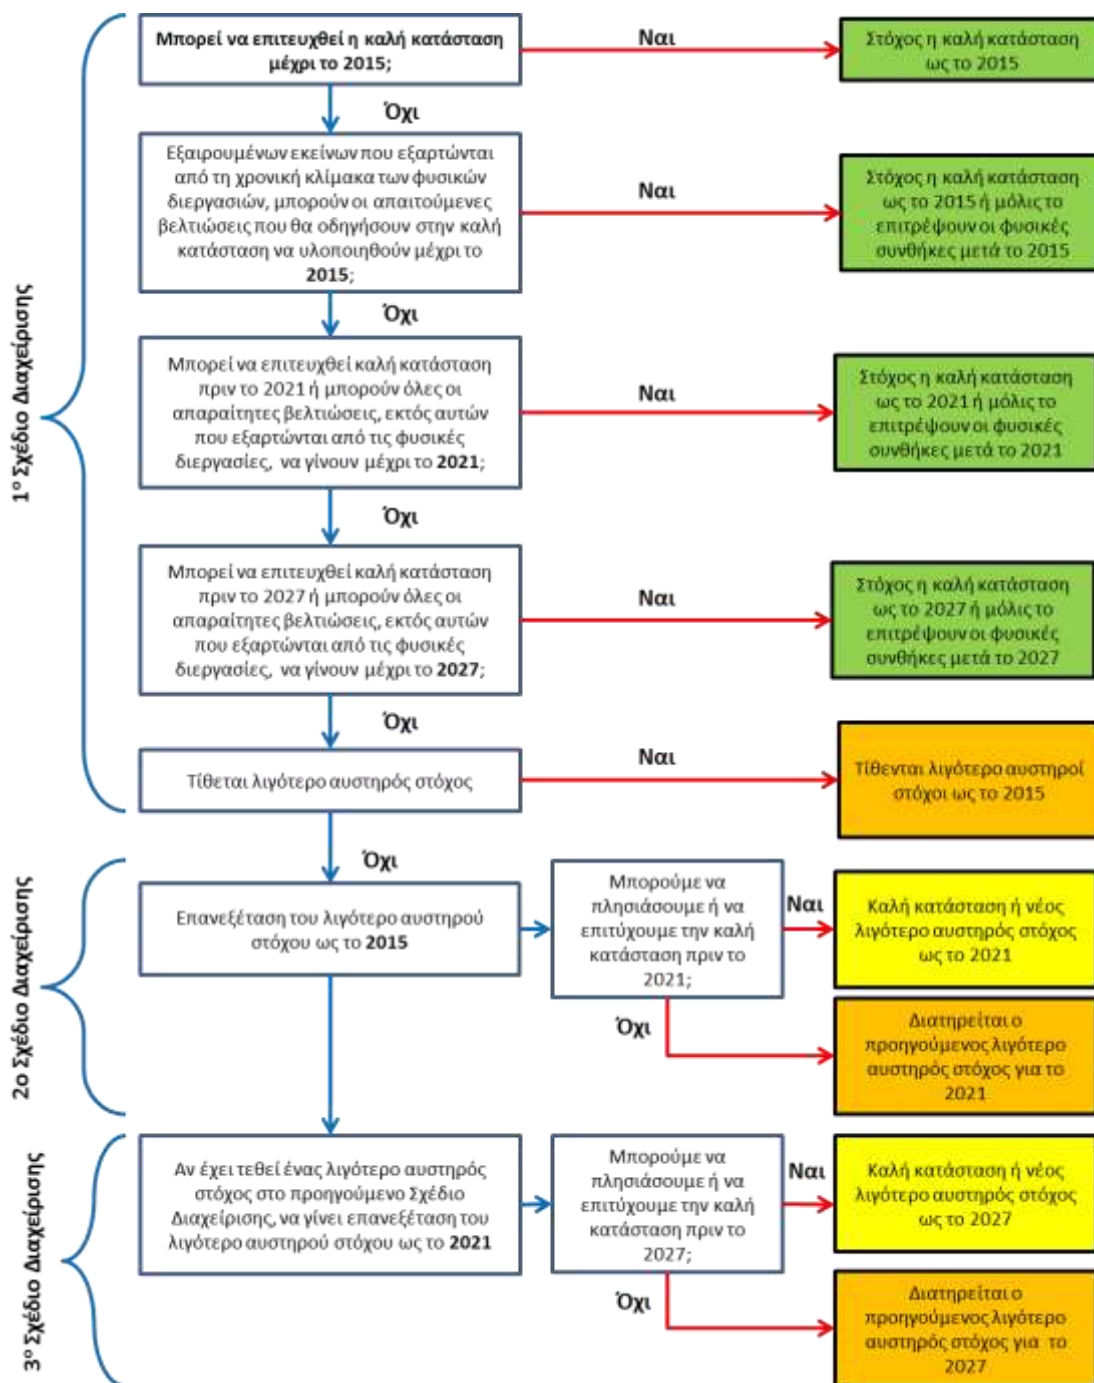 1ο Σχέδιο Διαχείρισης
Μπορεί να επιτευχθεί η καλή κατάσταση
μέχρι το 2015;
Ναι
Στόχος η καλή κατάσταση
ως το 2015
Όχι
Εξαιρουμένων εκείνων που εξαρτώνται
από τη χρονική κλίμακα των φυσικών
διεργασιών, μπορούν οι απαιτούμενες
βελτιώσεις που θα οδηγήσουν στην καλή
κατάσταση να υλοποιηθούν μέχρι το
2015;
Ναι
Στόχος η καλή κατάσταση
ως το 2015 ή μόλις το
επιτρέψουν οι φυσικές
συνθήκες μετά το 2015
Όχι
Μπορεί να επιτευχθεί καλή κατάσταση
πριν το 2021 ή μπορούν όλες οι
απαραίτητες βελτιώσεις, εκτός αυτών
που εξαρτώνται από τις φυσικές
διεργασίες, να γίνουν μέχρι το 2021;
Ναι
Στόχος η καλή κατάσταση
ως το 2021 ή μόλις το
επιτρέψουν οι φυσικές
συνθήκες μετά το 2021
Όχι
Μπορεί να επιτευχθεί καλή κατάσταση
πριν το 2027 ή μπορούν όλες οι
απαραίτητες βελτιώσεις, εκτός αυτών
που εξαρτώνται από τις φυσικές
διεργασίες, να γίνουν μέχρι το 2027;
Ναι
Στόχος η καλή κατάσταση
ως το 2027 ή μόλις το
επιτρέψουν οι φυσικές
συνθήκες μετά το 2027
Όχι
Τίθεται λιγότερο αυστηρός στόχος
Ναι
Τίθενται λιγότερο αυστηροί
στόχοι ως το 2015
Όχι
2ο Σχέδιο Διαχείρισης
Επανεξέταση του λιγότερο αυστηρού
στόχου ως το 2015
Μπορούμε να
πλησιάσουμε ή να
επιτύχουμε την καλή
κατάσταση πριν το
2021;
Ναι
Καλή κατάσταση ή νέος
λιγότερο αυστηρός στόχος
ως το 2021
Όχι
Διατηρείται ο
προηγούμενος λιγότερο
αυστηρός στόχος για το
2021
3ο Σχέδιο Διαχείρισης
Αν έχει τεθεί ένας λιγότερο αυστηρός
στόχος στο προηγούμενο Σχέδιο
Διαχείρισης, να γίνει επανεξέταση του
λιγότερο αυστηρού στόχου ως το 2021
Μπορούμε να
πλησιάσουμε ή να
επιτύχουμε την καλή
κατάσταση πριν το
2027;
Ναι
Καλή κατάσταση ή νέος
λιγότερο αυστηρός στόχος
ως το 2027
Όχι
Διατηρείται ο
προηγούμενος λιγότερο
αυστηρός στόχος για το
2027